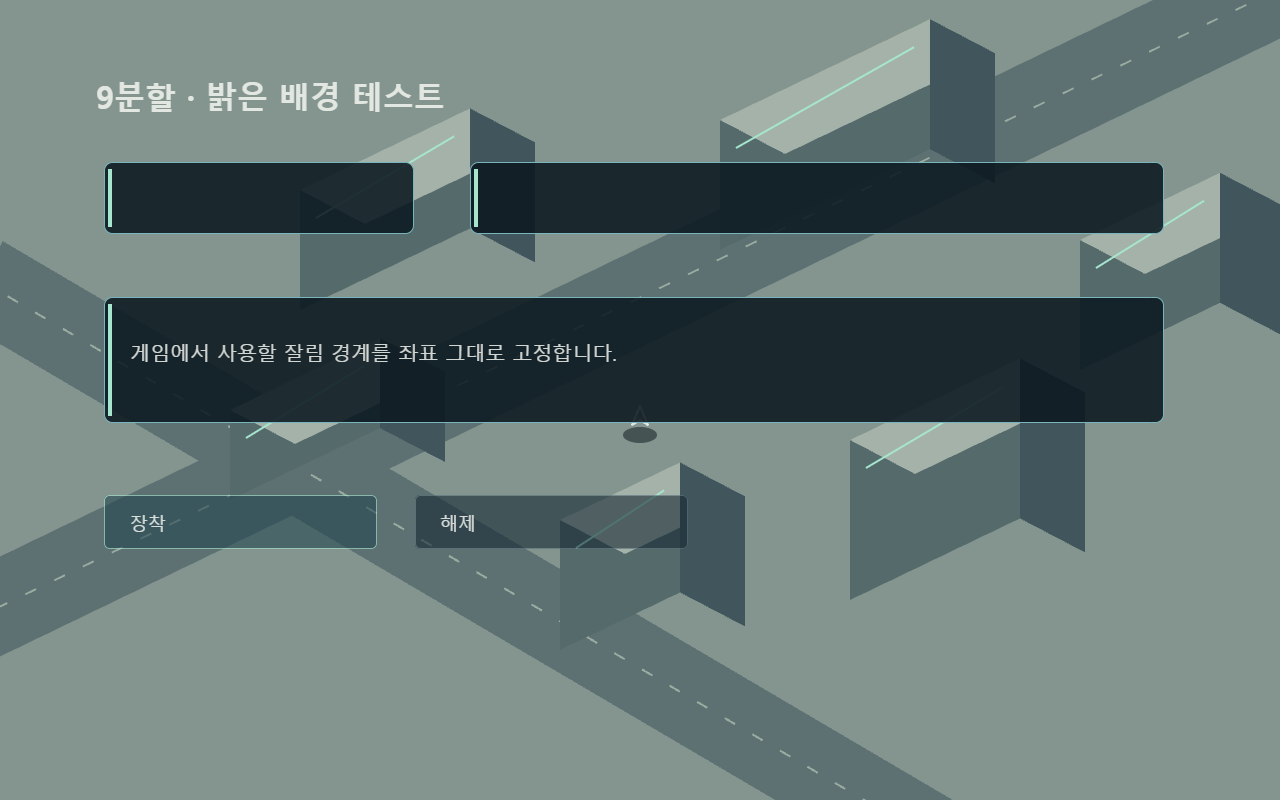 9분할 · 밝은 배경 테스트
게임에서 사용할 잘림 경계를 좌표 그대로 고정합니다.
장착
해제